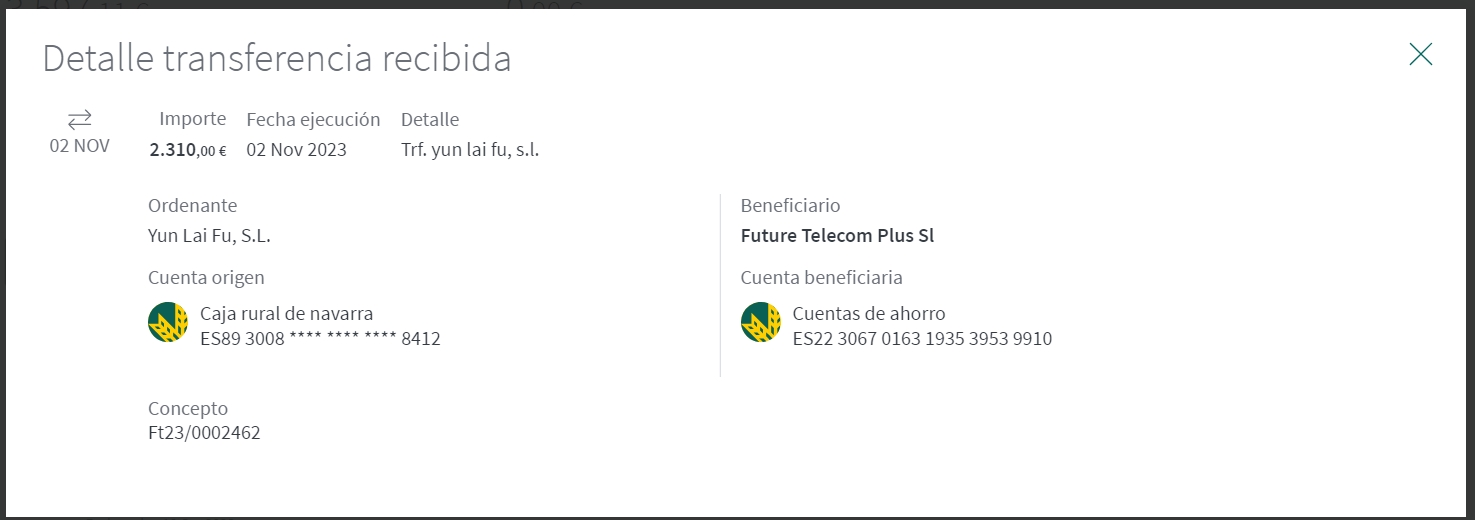 Detalle transferencia recibida
02 NOV
Importe Fecha ejecución Detalle
2.310,00 € 02 Nov 2023 Trf. yun lai fu, s.l.
Ordenante
Yun Lai Fu, S.L.
Cuenta origen
Caja rural de navarra
ES89 3008 **** **** **** 8412
Beneficiario
Future Telecom Plus Sl
Cuenta beneficiaria
Cuentas de ahorro
ES22 3067 0163 1935 3953 9910
Concepto
Ft23/0002462